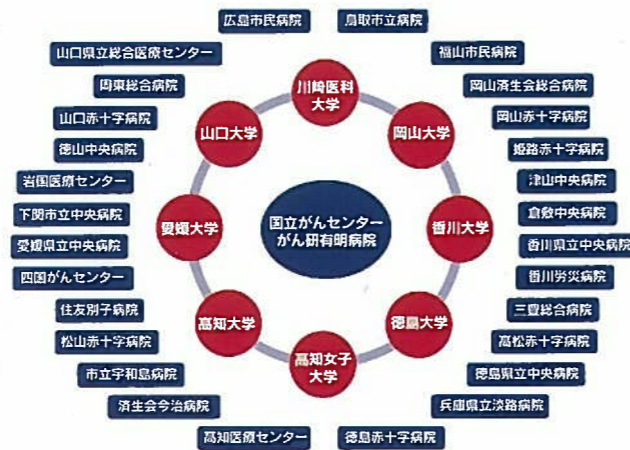 広島市民病院
鳥取市立病院
山口県立総合医療センター
福山市民病院
周東総合病院
川崎医科
大学
岡山済生会総合病院
山口赤十字病院
山口大学
岡山大学
岡山赤十字病院
徳山中央病院
姫路赤十字病院
岩国医療センター
津山中央病院
下関市立中央病院
愛媛大学
国立がんセンター
がん研有明病院
香川大学
倉敷中央病院
愛媛県立中央病院
香川県立中央病院
四国がんセンター
香川労災病院
住友別子病院
三豊総合病院
松山赤十字病院
高知大学
徳島大学
高松赤十字病院
市立宇和島病院
高知女子
大学
徳島県立中央病院
済生会今治病院
兵庫県立淡路病院
高知医療センター
徳島赤十字病院